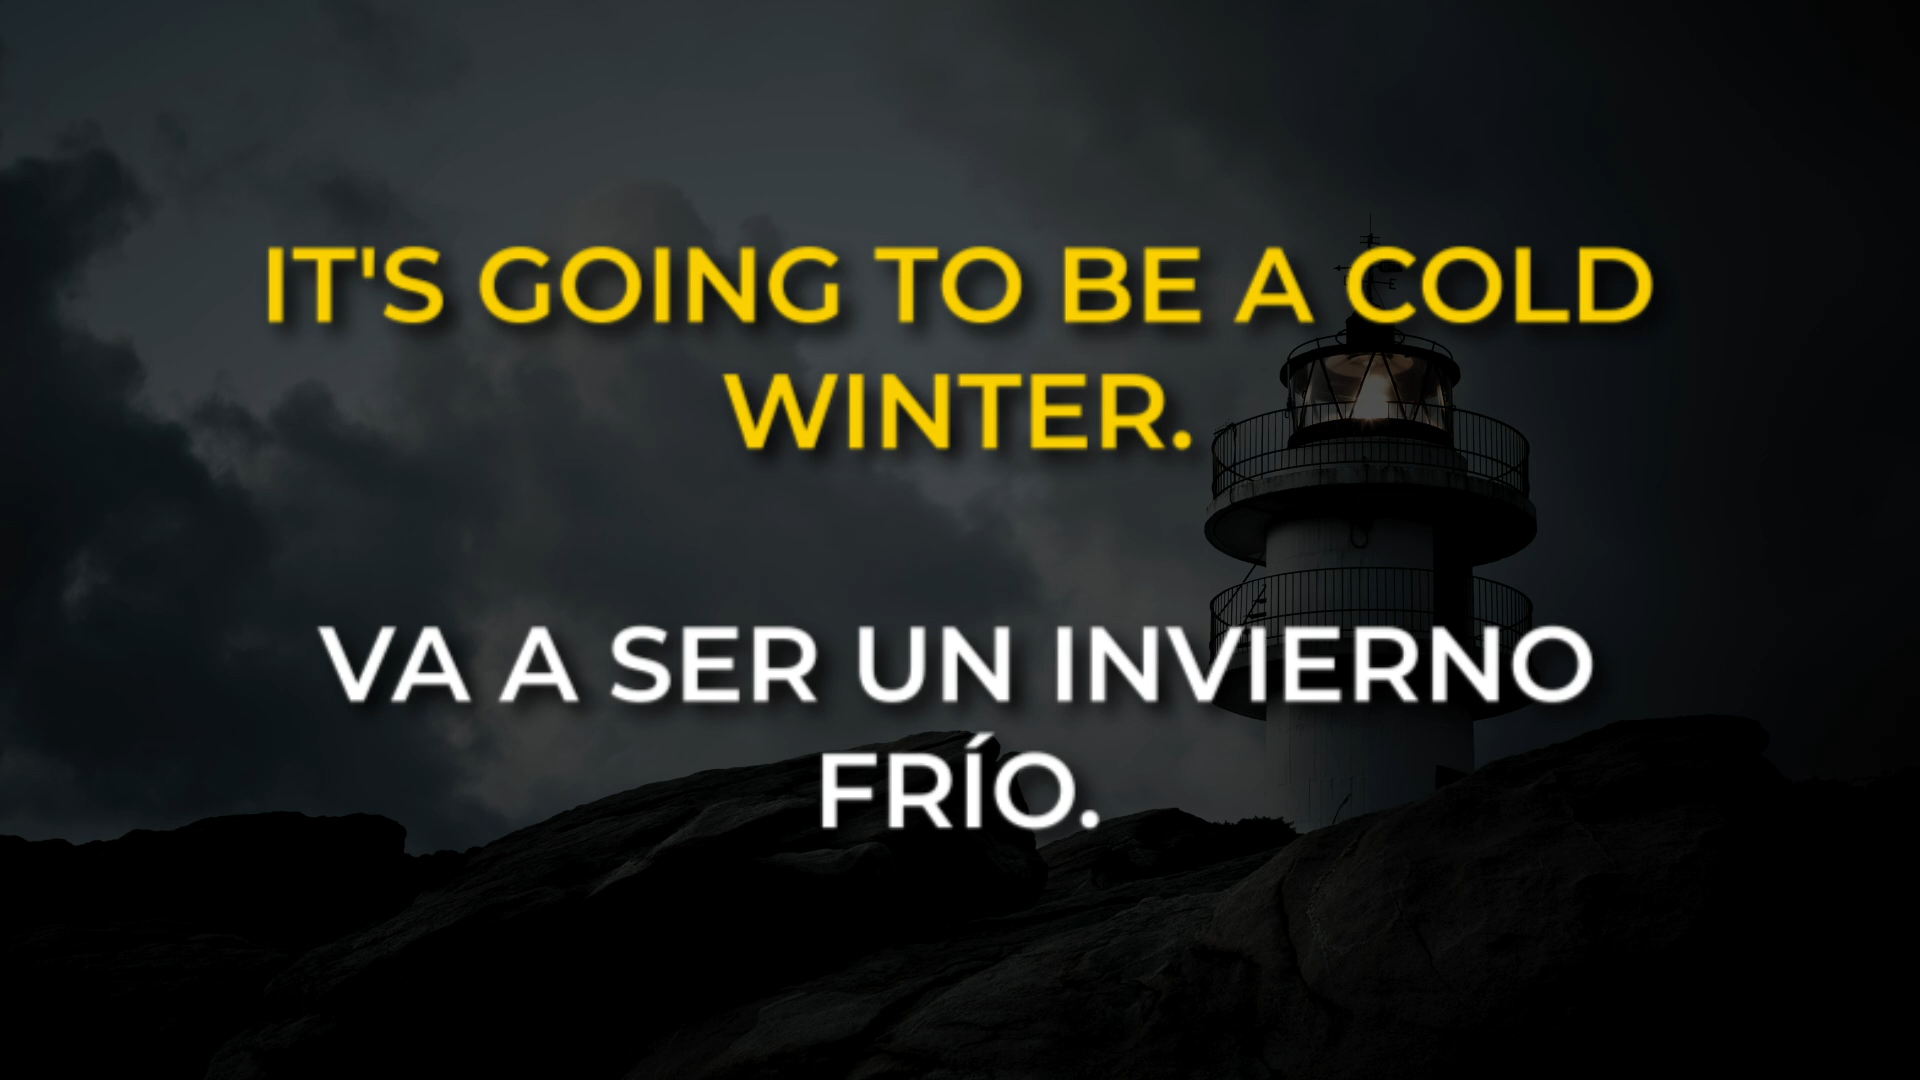 IT'S GOING TO BE A COLD
WINTER.
VA A SER UN INVIERNO
FRÍO.